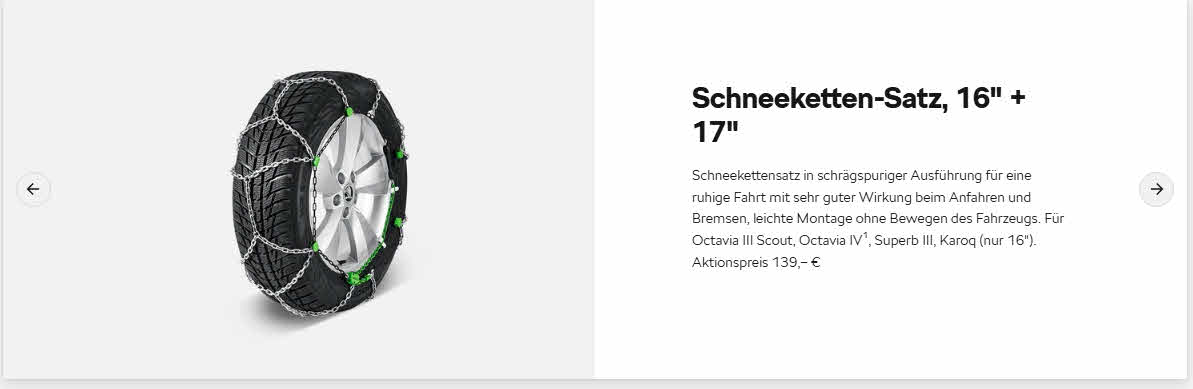 Schneeketten-Satz, 16" +
17"
Schneekettensatz in schrägspuriger Ausführung für eine
ruhige Fahrt mit sehr guter Wirkung beim Anfahren und
Bremsen, leichte Montage ohne Bewegen des Fahrzeugs. Für
Octavia III Scout, Octavia IV¹, Superb III, Karoq (nur 16").
Aktionspreis 139,– €